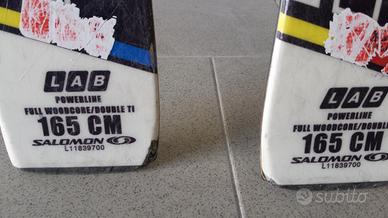 LAB
POWERLINE
FULL WOODCORE/DOUBLE TI
165 CM
SALOMON
L11839700
LAB
POWERLINE
FULL WOODCORE/DOUBLE TI
165 CM
SALOMON
L11839700
subito